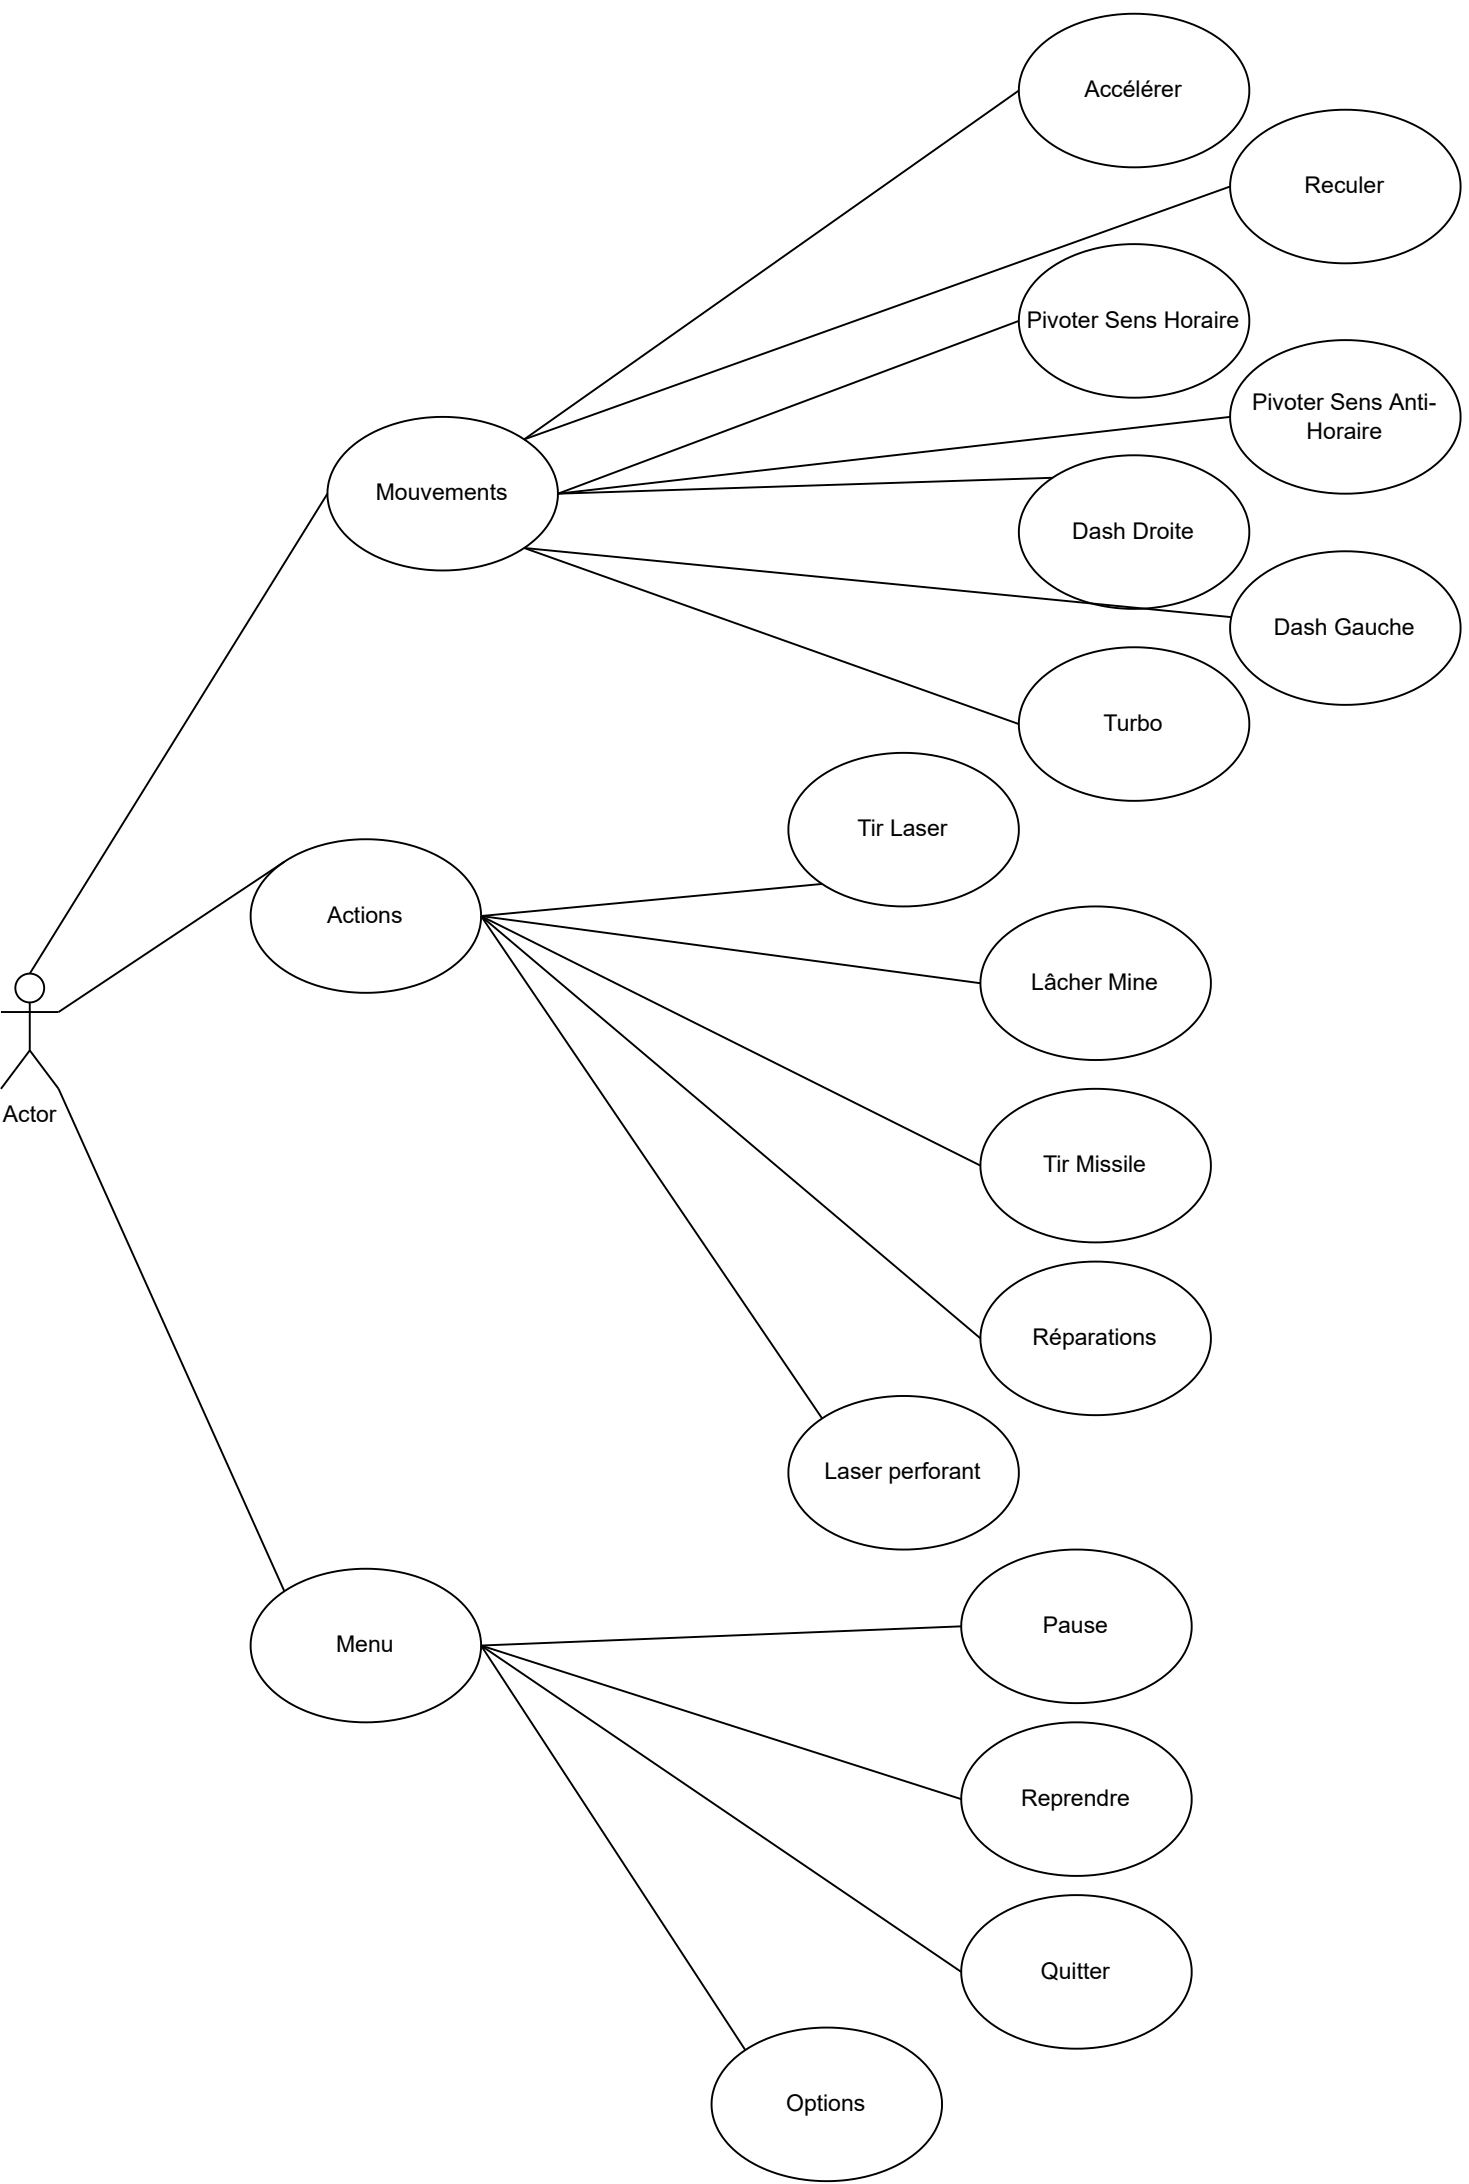 Accélérer
Reculer
Pivoter Sens Horaire
Pivoter Sens Anti-
Horaire
Mouvements
Dash Droite
Dash Gauche
Turbo
Tir Laser
Actions
Lâcher Mine
Actor
Tir Missile
Réparations
Laser perforant
Pause
Menu
Reprendre
Quitter
Options